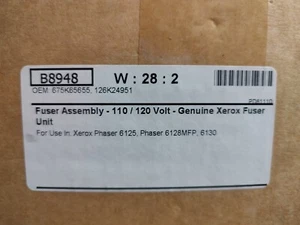 B8948 W : 28 : 2
OEM: 675K65655, 126K24951
Fuser Assembly - 110 / 120 Volt - Genuine Xerox Fuser
Unit
For Use In: Xerox Phaser 6125, Phaser 6128MFP, 6130